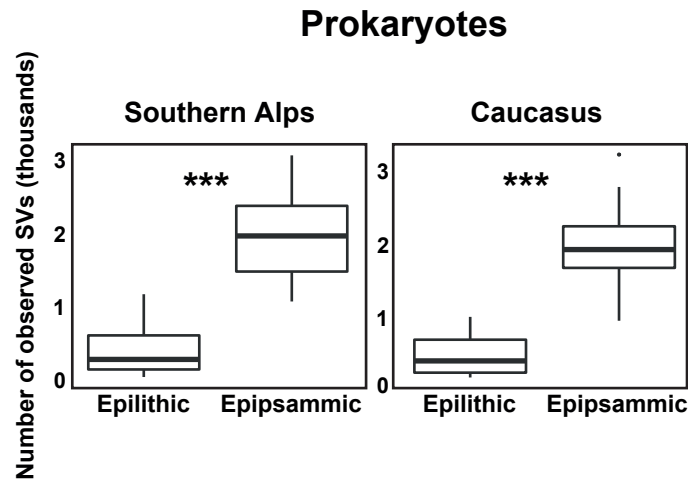 Prokaryotes
Number of observed SVs (thousands)
Southern Alps
3
2
1
0
***
Epilithic
Epipsammic
Caucasus
3
2
1
0
***
Epilithic
Epipsammic